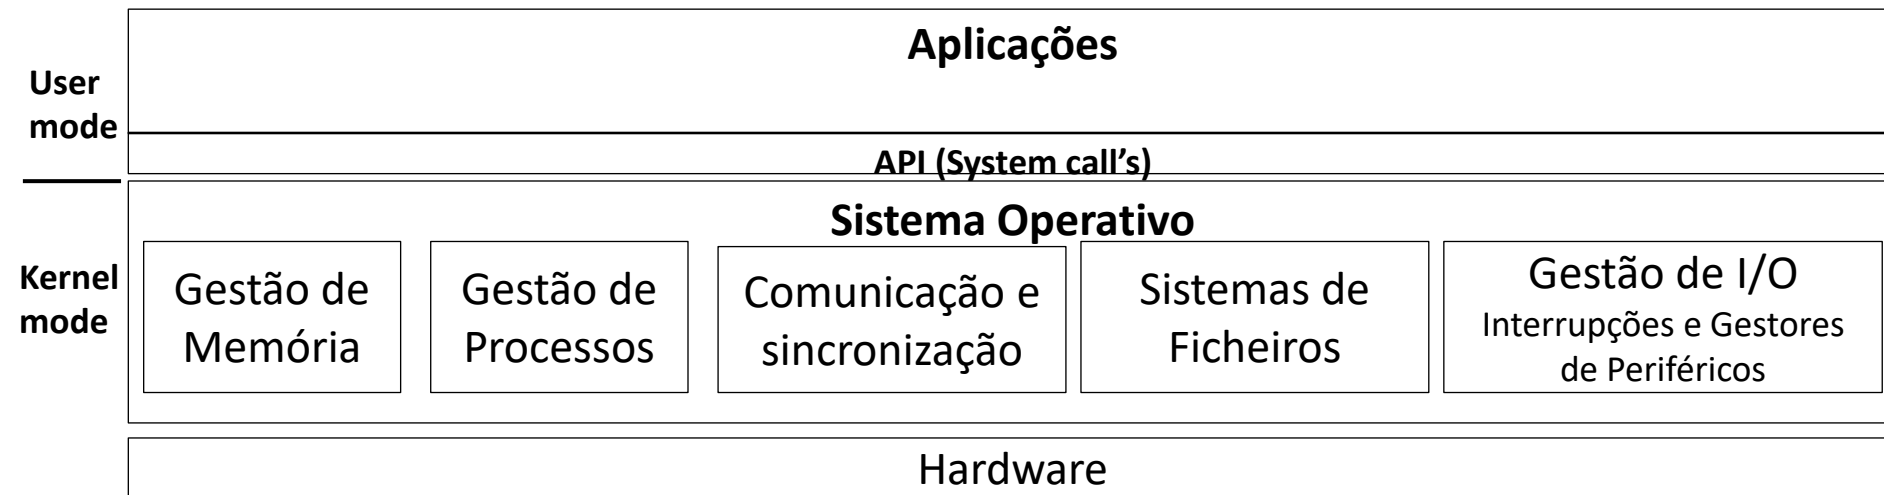 Aplicações
User
mode
API (System call's)
Sistema Operativo
Kernel
mode
Gestão de
Memória
Gestão de
Processos
Comunicação e
sincronização
Sistemas de
Ficheiros
Gestão de I/O
Interrupções e Gestores
de Periféricos
Hardware